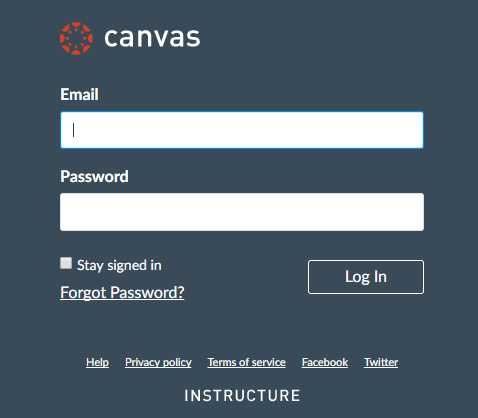 canvas
Email
Password
Stay signed in
Log In
Forgot Password?
Help Privacy policy Terms of service Facebook Twitter
INSTRUCTURE